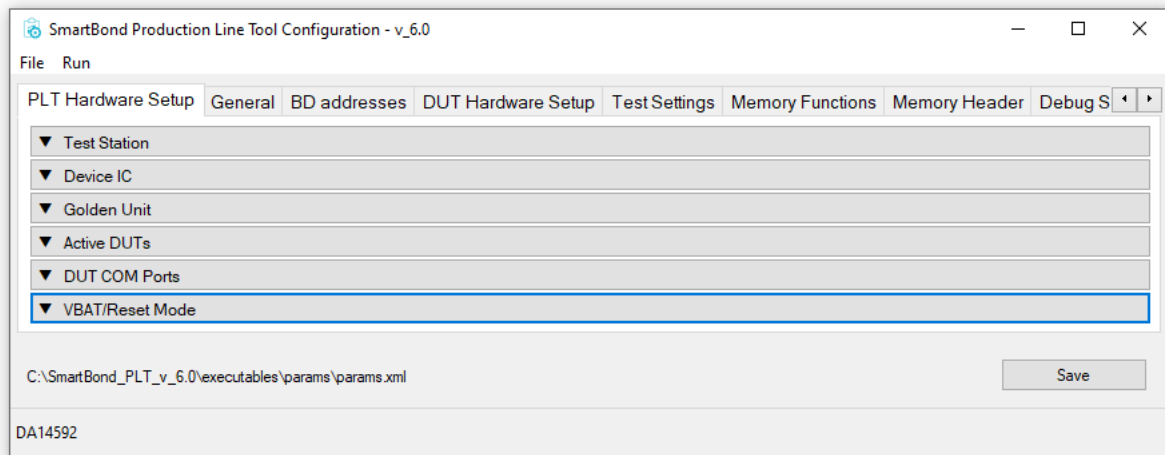 SmartBond Production Line Tool Configuration - v_6.0
File Run
PLT Hardware Setup General BD addresses DUT Hardware Setup Test Settings Memory Functions Memory Header Debug S
Test Station
Device IC
Golden Unit
Active DUTs
DUT COM Ports
VBAT/Reset Mode
C:\SmartBond_PLT_v_6.0\executables\params\params.xml
Save
DA14592